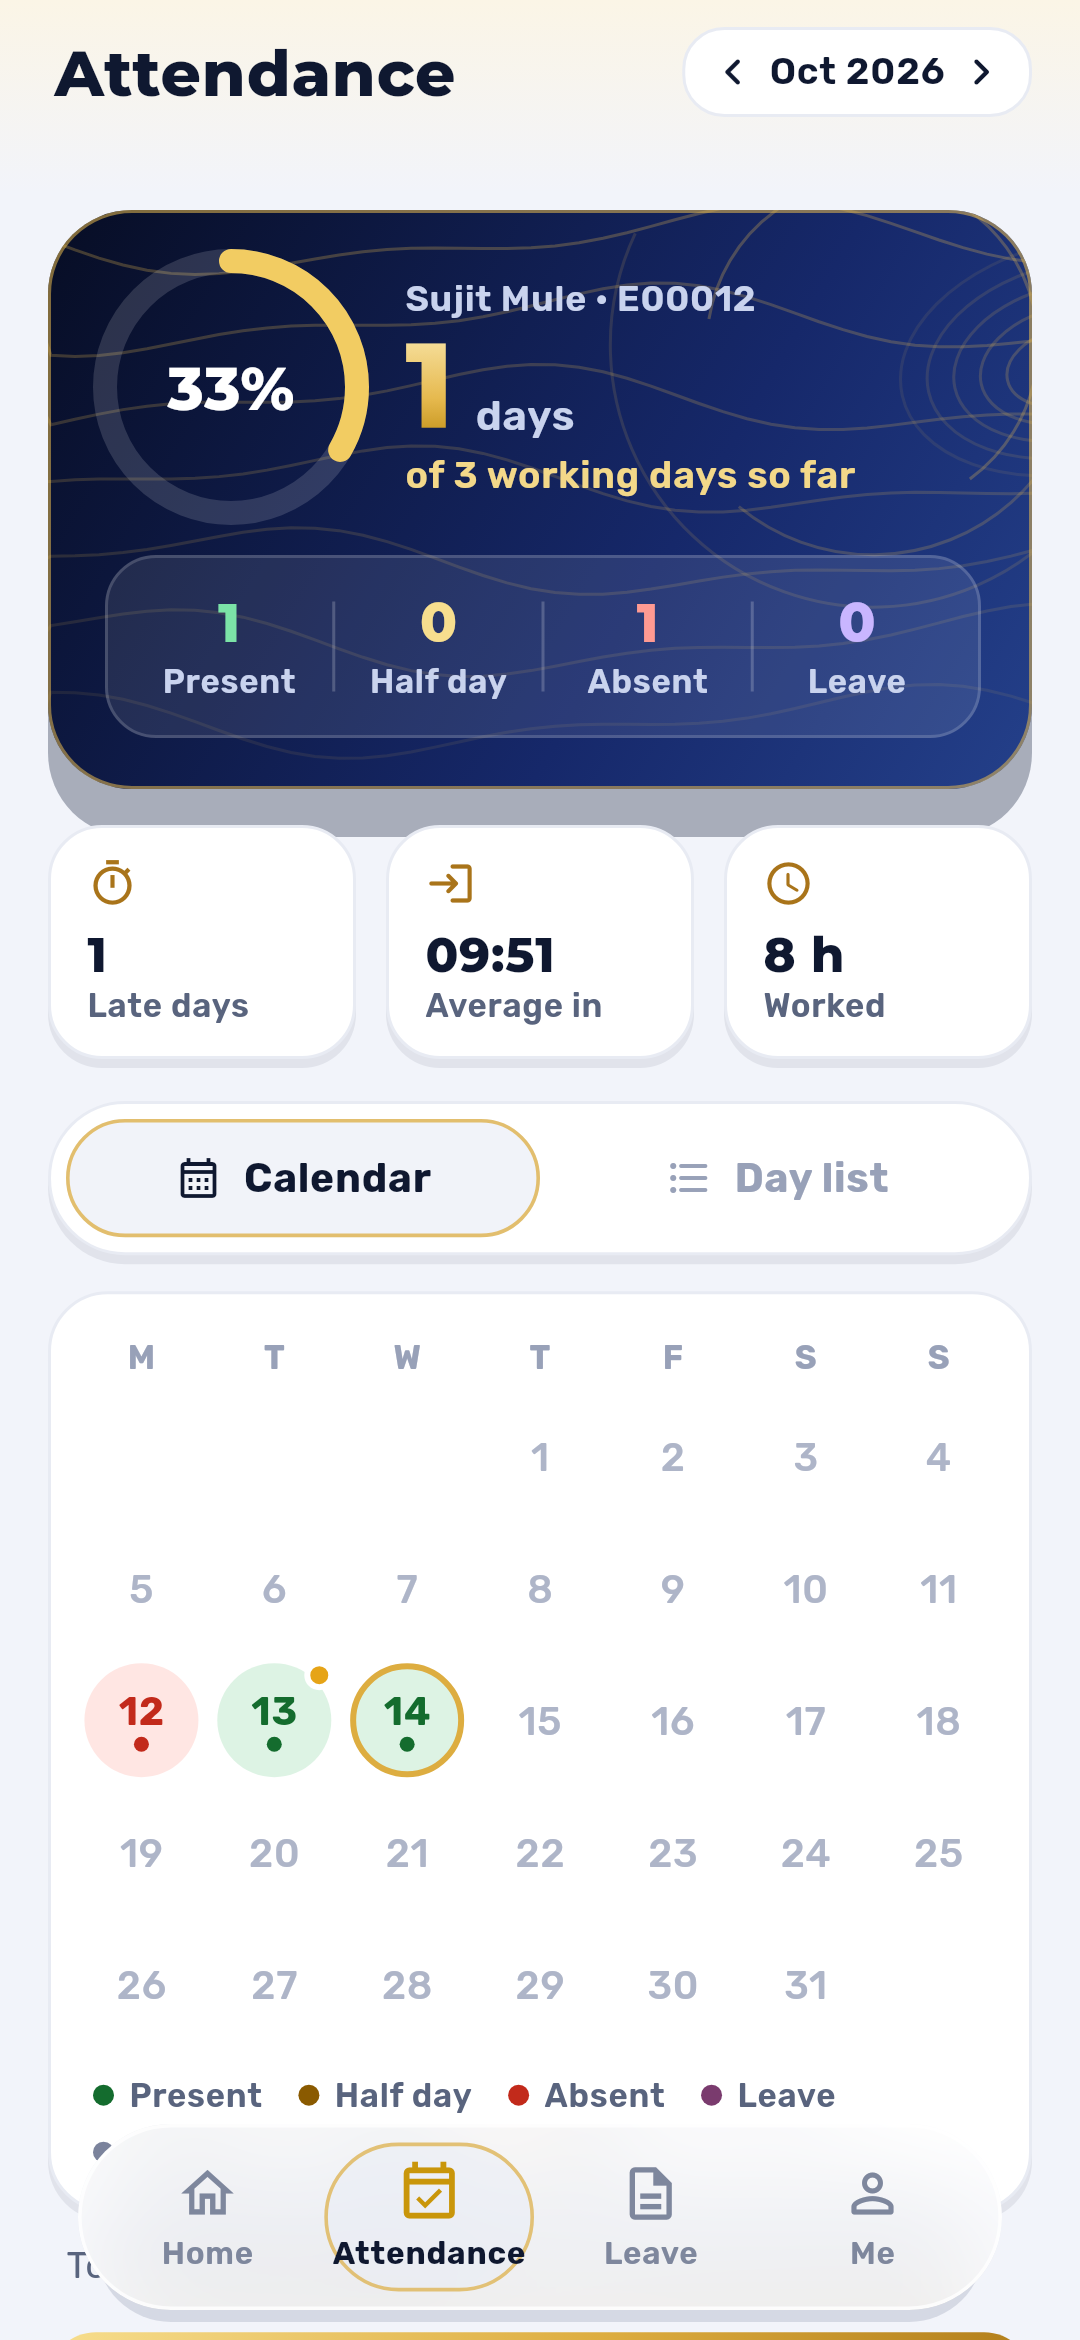 Attendance
Oct 2026
33%
Sujit Mule • E00012
1 days
of 3 working days so far
1 0 1 0
Present Half day Absent Leave
1 09:51 8 h
Late days Average in Worked
Calendar Day list
M T W T F S S
1 2 3 4
5 6 7 8 9 10 11
12 13 14 15 16 17 18
19 20 21 22 23 24 25
26 27 28 29 30 31
Present Half day Absent Leave
Home Attendance Leave Me